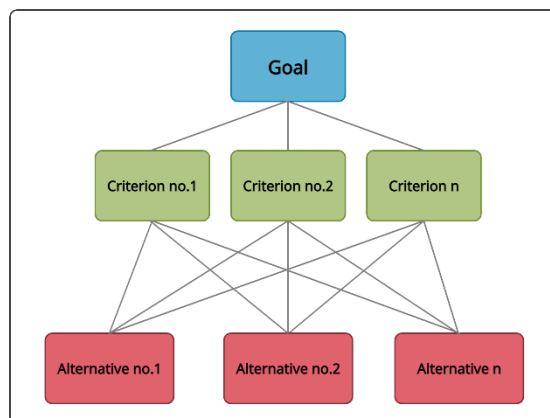 Goal
Criterion no.1
Criterion no.2
Criterion n
Alternative no.1
Alternative no.2
Alternative n